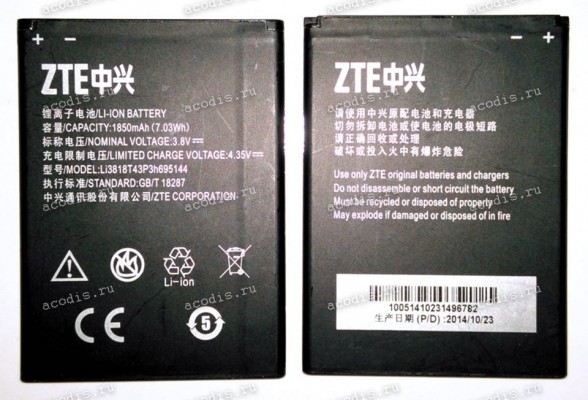 + -
ZTE中兴
锂离子电池/LI-ION BATTERY
容量/CAPACITY:1850mAh (7.03Wh)
标称电压/NOMINAL VOLTAGE:3.8V⎓
充电限制电压/LIMITED CHARGE VOLTAGE:4.35V⎓
型号/MODEL:Li3818T43P3h695144
执行标准/STANDARD:GB/T 18287
中兴通讯股份有限公司/ZTE CORPORATION
Li-ion
CE
5
- +
ZTE中兴
请使用中兴原配电池和充电器
切勿拆卸电池或使电池的电极短路
请正确回收或处理
破坏或投入火中有爆炸危险
Use only ZTE original batteries and chargers
Do not disassemble or short circuit the battery
Must be recycled or disposed of properly
May explode if damaged or disposed of in fire
10051410231496782
生产日期 (P/D) : 2014/10/23
acodis.ru